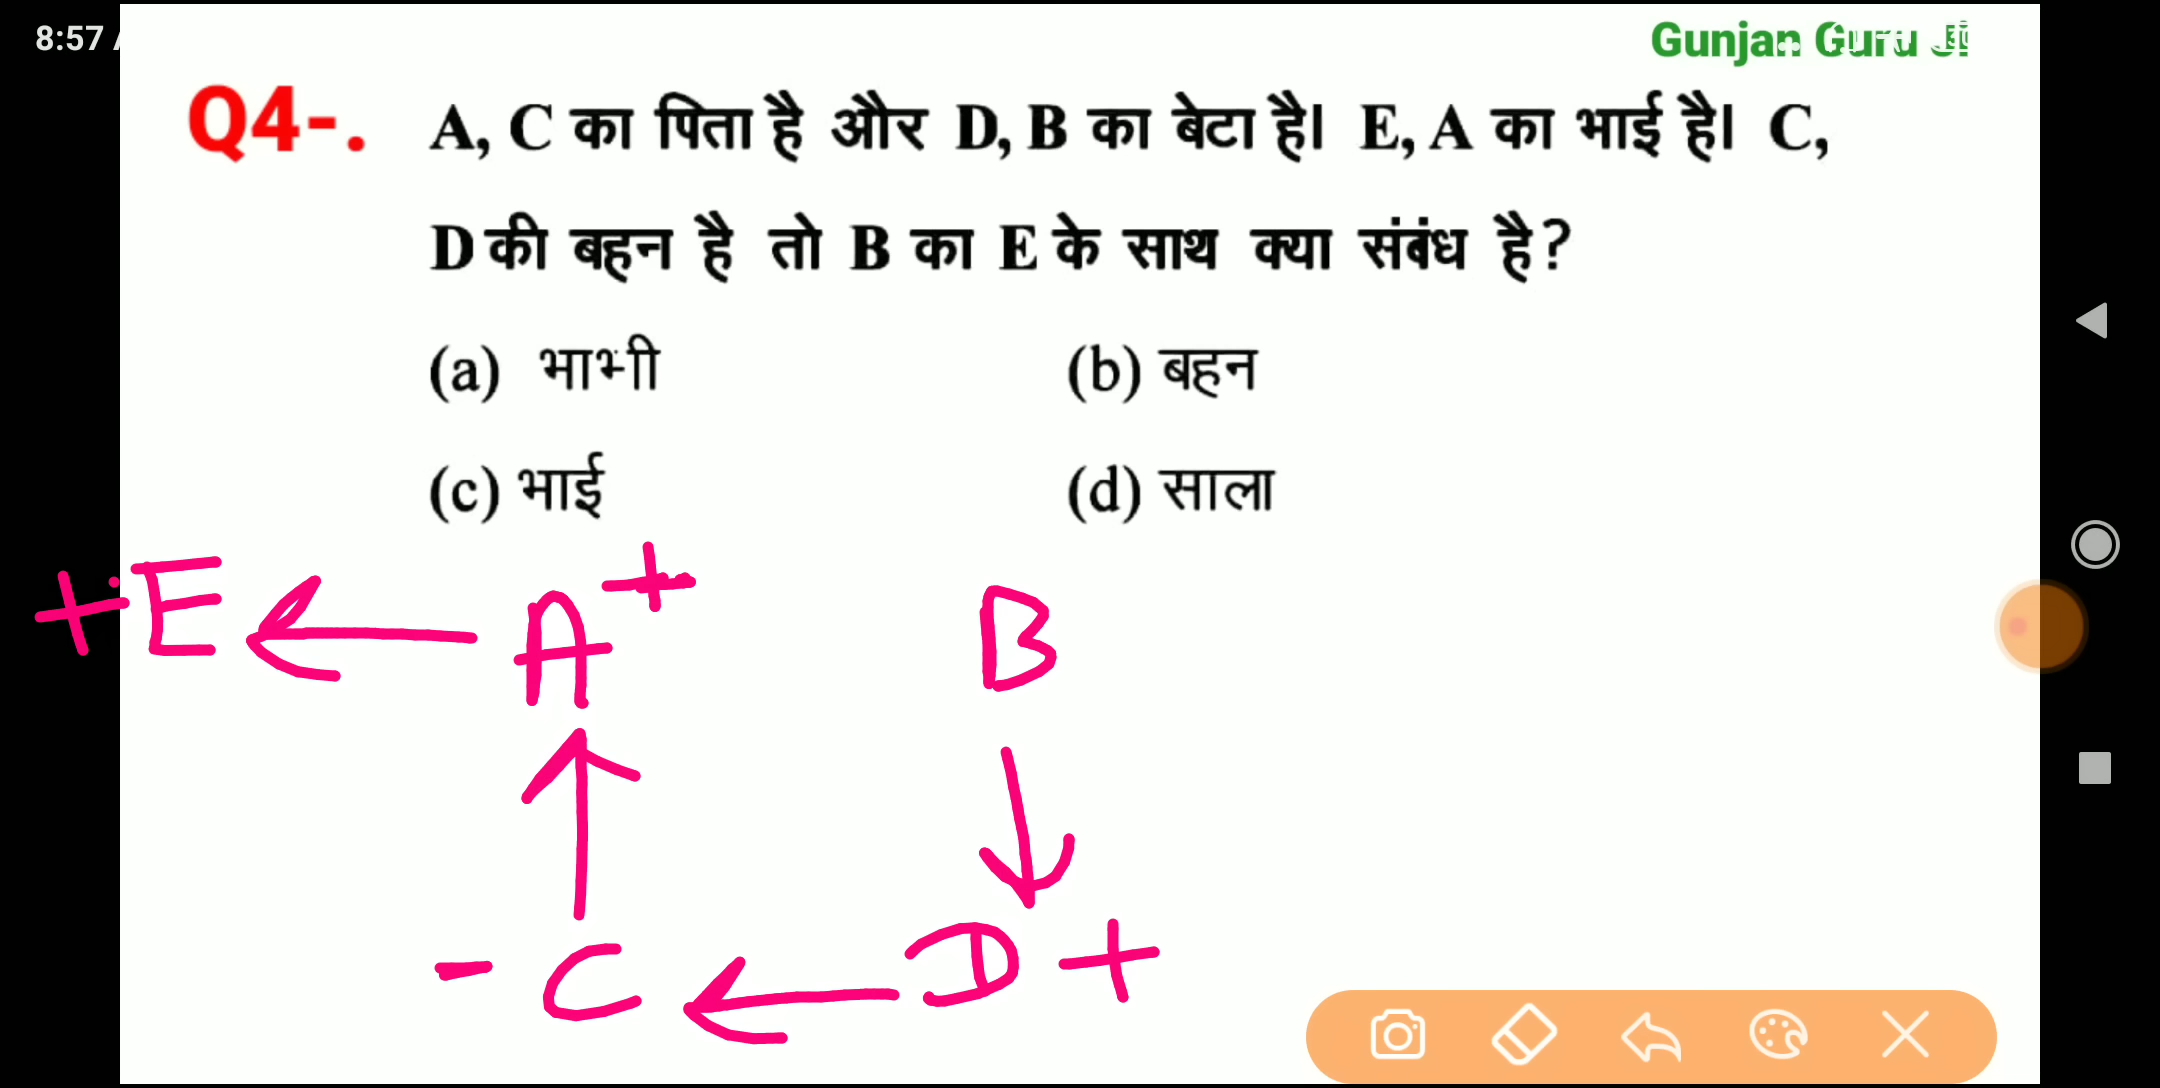 8:57
Gunjan Guru Ji
Q4-. A, C का पिता है और D, B का बेटा है। E, A का भाई है। C,
D की बहन है तो B का E के साथ क्या संबंध है?
(a) भाभी (b) बहन
(c) भाई (d) साला
+E A+ B
-C D+